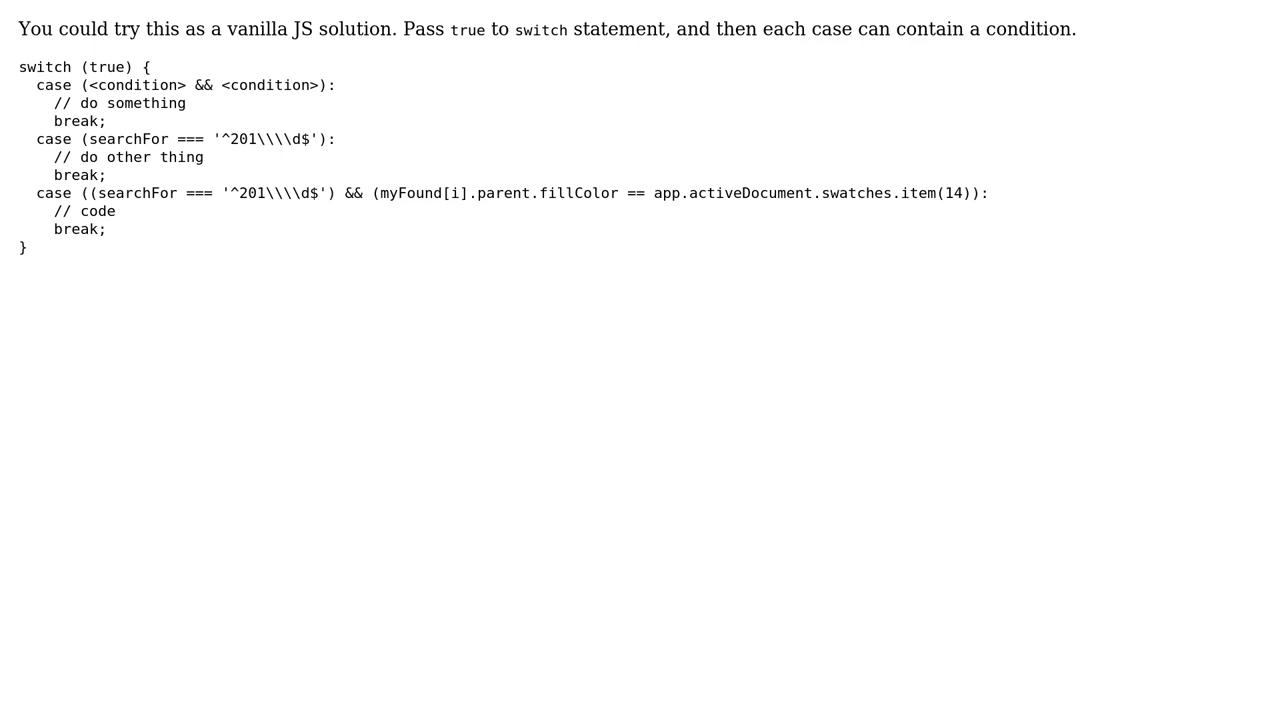 You could try this as a vanilla JS solution. Pass true to switch statement, and then each case can contain a condition.
switch (true) {
  case (<condition> && <condition>):
    // do something
    break;
  case (searchFor === '^201\\\\d$'):
    // do other thing
    break;
  case ((searchFor === '^201\\\\d$') && (myFound[i].parent.fillColor == app.activeDocument.swatches.item(14)):
    // code
    break;
}